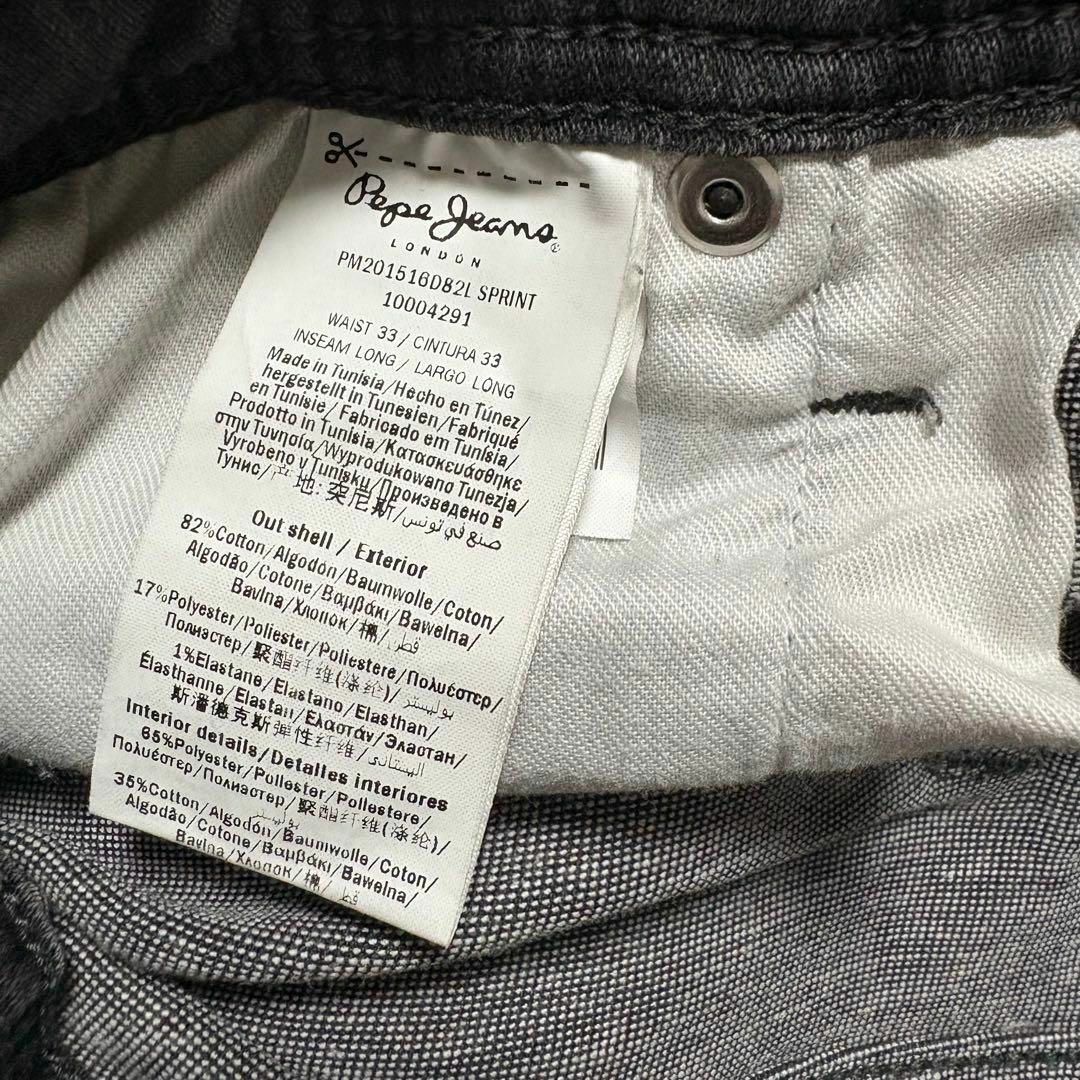 Pepe Jeans®
LONDON
PM201516D82L SPRINT
10004291
WAIST 33 / CINTURA 33
INSEAM LONG / LARGO LONG
Made in Tunisia/Hecho en Túnez/
hergestellt in Tunesien/Fabriqué
en Tunisie/Fabricado em Tunísia/
Prodotto in Tunisia/Κατασκευάσθηκε
στην Τυνησία/Wyprodukowano Tunezja/
Vyrobeno v Tunisku/Произведено в
Тунис/产地:突尼斯/صنع في تونس
Out shell / Exterior
82%Cotton/Algodón/Baumwolle/Coton/
Algodão/Cotone/Βαμβάκι/Bawelna/
Bavlna/Хлопок/棉/قطن
17%Polyester/Poliester/Poliestere/Πολυέστερ/
Полиэстер/聚酯纤维(涤纶)/بوليستر
1%Elastane/Elastano/Elasthan/
Élasthanne/Elastan/Ελαστάν/Эластан/
斯潘德克斯弹性纤维/
Interior details/Detalles interiores
65%Polyester/Poliester/Poliestere/
Πολυέστερ/Полиэстер/聚酯纤维(涤纶)/
بوليستر
35%Cotton/Algodón/Baumwolle/Coton/
Algodão/Cotone/Βαμβάκι/Bawelna/
Bavlna/Хлопок/棉/